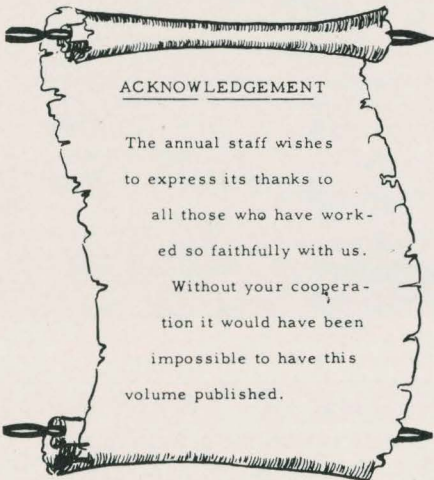 ACKNOWLEDGEMENT
The annual staff wishes
to express its thanks to
all those who have work-
ed so faithfully with us.
Without your coopera-
tion it would have been
impossible to have this
volume published.